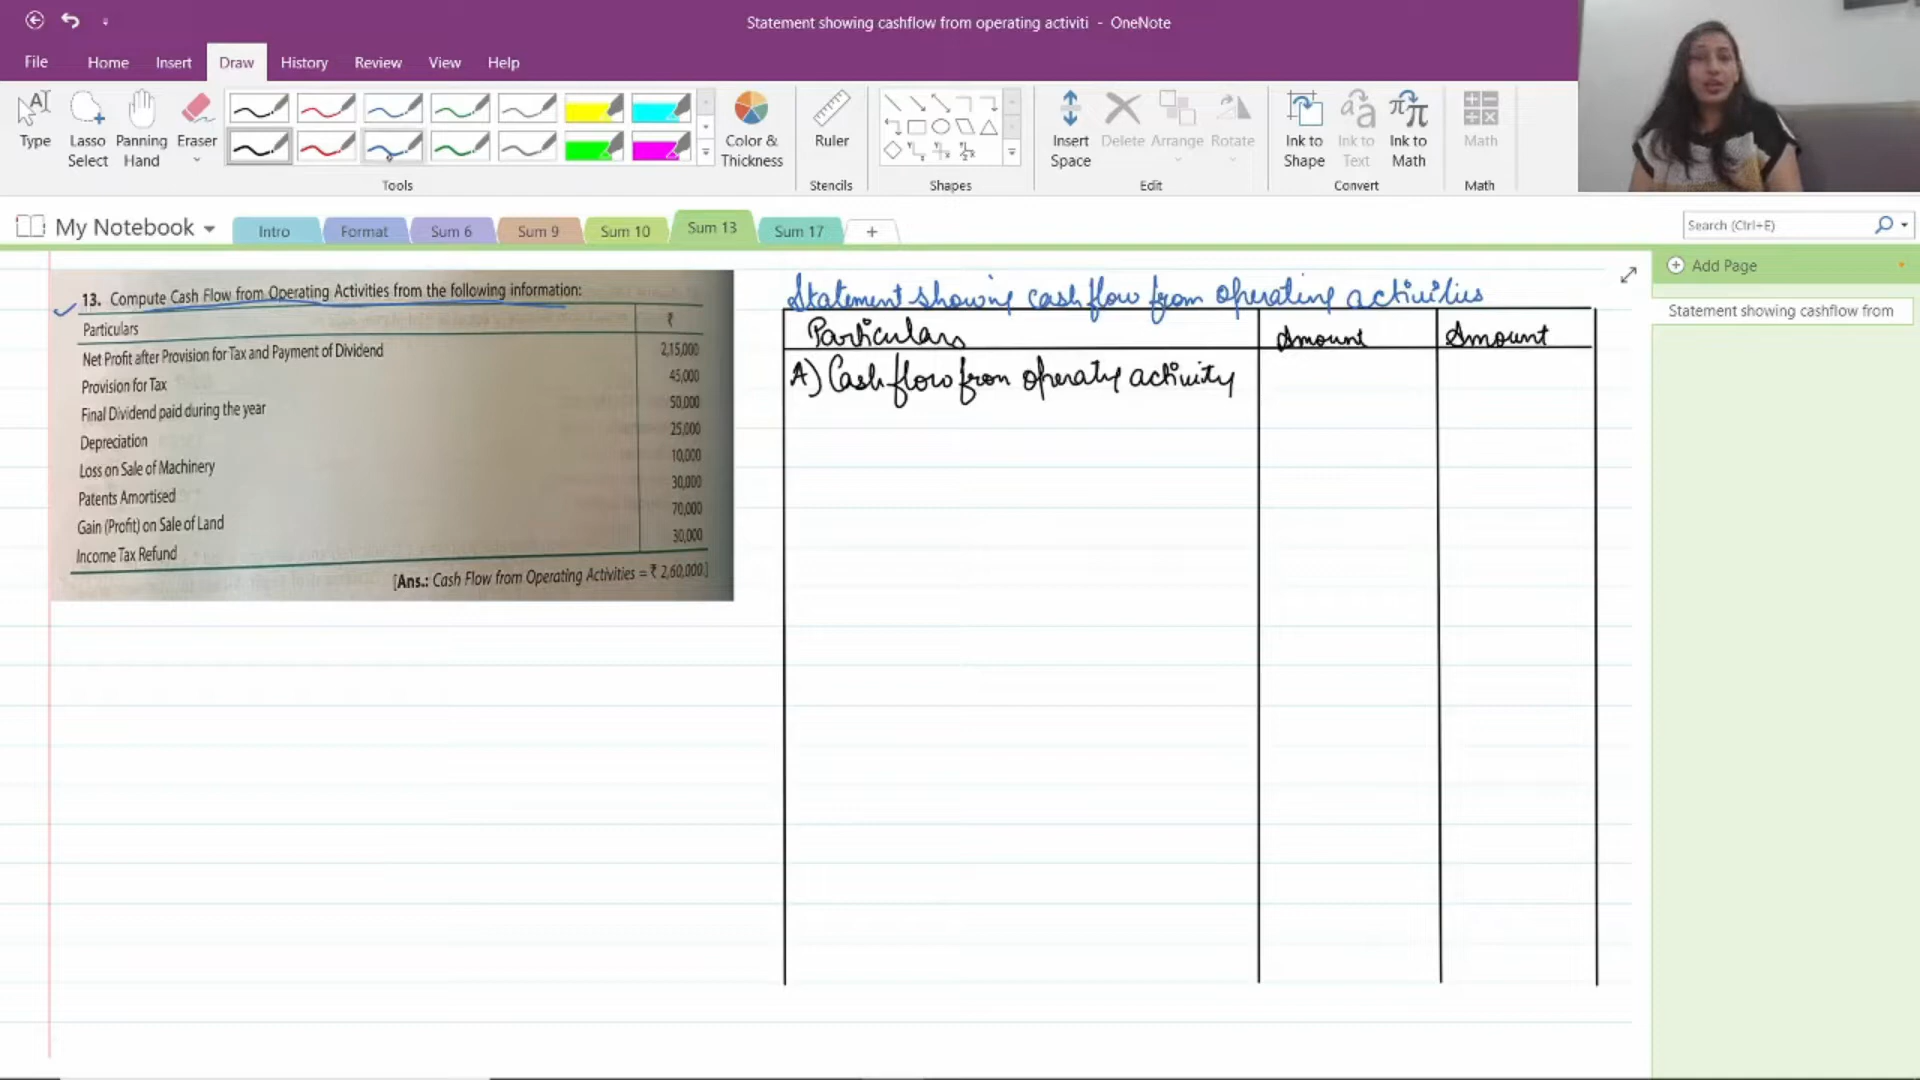 Statement showing cashflow from operating activiti - OneNote
File Home Insert Draw History Review View Help
Type
Lasso Select
Panning Hand
Eraser
Color & Thickness
Ruler
Insert Space
Delete
Arrange
Rotate
Ink to Shape
Ink to Text
Ink to Math
Math
Tools
Stencils
Shapes
Edit
Convert
Math
My Notebook
Intro Format Sum 6 Sum 9 Sum 10 Sum 13 Sum 17 +
Search (Ctrl+E)
Add Page
Statement showing cashflow from
13. Compute Cash Flow from Operating Activities from the following information:
Particulars ₹
Net Profit after Provision for Tax and Payment of Dividend 2,15,000
Provision for Tax 45,000
Final Dividend paid during the year 50,000
Depreciation 25,000
Loss on Sale of Machinery 10,000
Patents Amortised 30,000
Gain (Profit) on Sale of Land 70,000
Income Tax Refund 30,000
[Ans.: Cash Flow from Operating Activities = ₹ 2,60,000.]
Statement showing cashflow from operating activities
Particulars Amount Amount
A) Cash flow from operaty activity